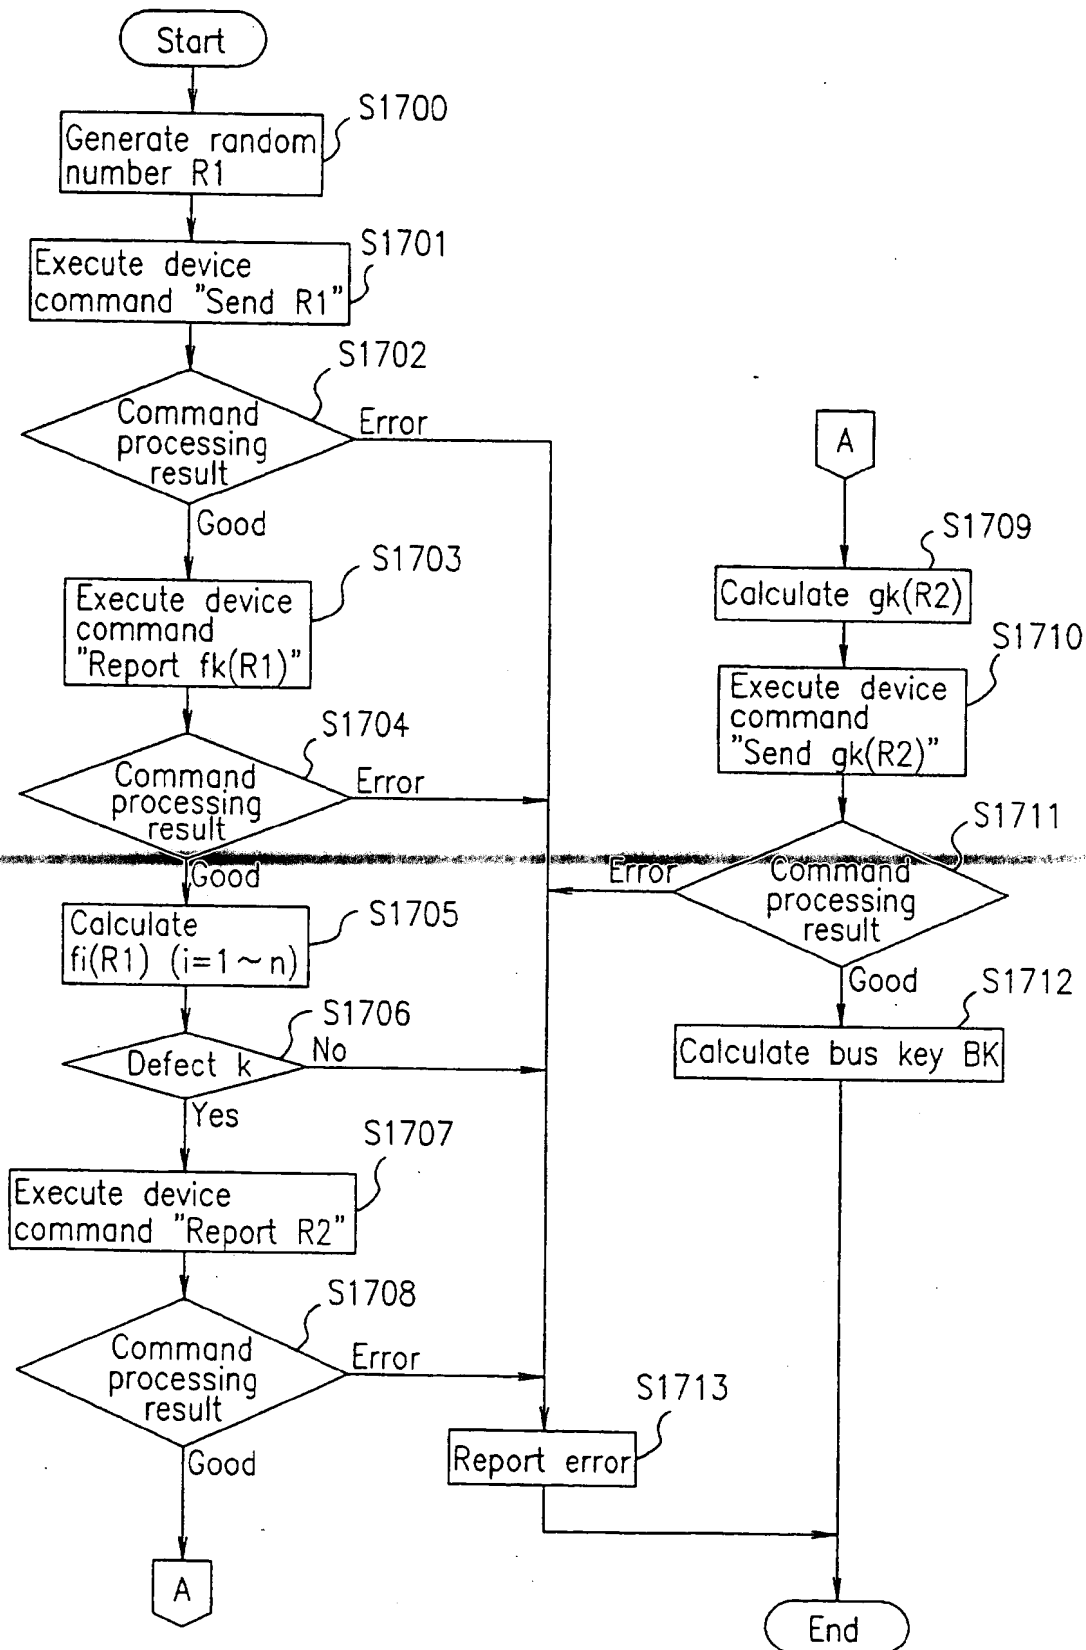 Start
S1700
Generate random
number R1
S1701
Execute device
command "Send R1"
S1702
Command
processing
result
Error
Good
S1703
Execute device
command
"Report fk(R1)"
S1704
Command
processing
result
Error
Good
S1705
Calculate
fi(R1) (i=1~n)
S1706
Defect k
No
Yes
S1707
Execute device
command "Report R2"
S1708
Command
processing
result
Error
Good
A
A
S1709
Calculate gk(R2)
S1710
Execute device
command
"Send gk(R2)"
S1711
Command
processing
result
Error
Good
S1712
Calculate bus key BK
S1713
Report error
End